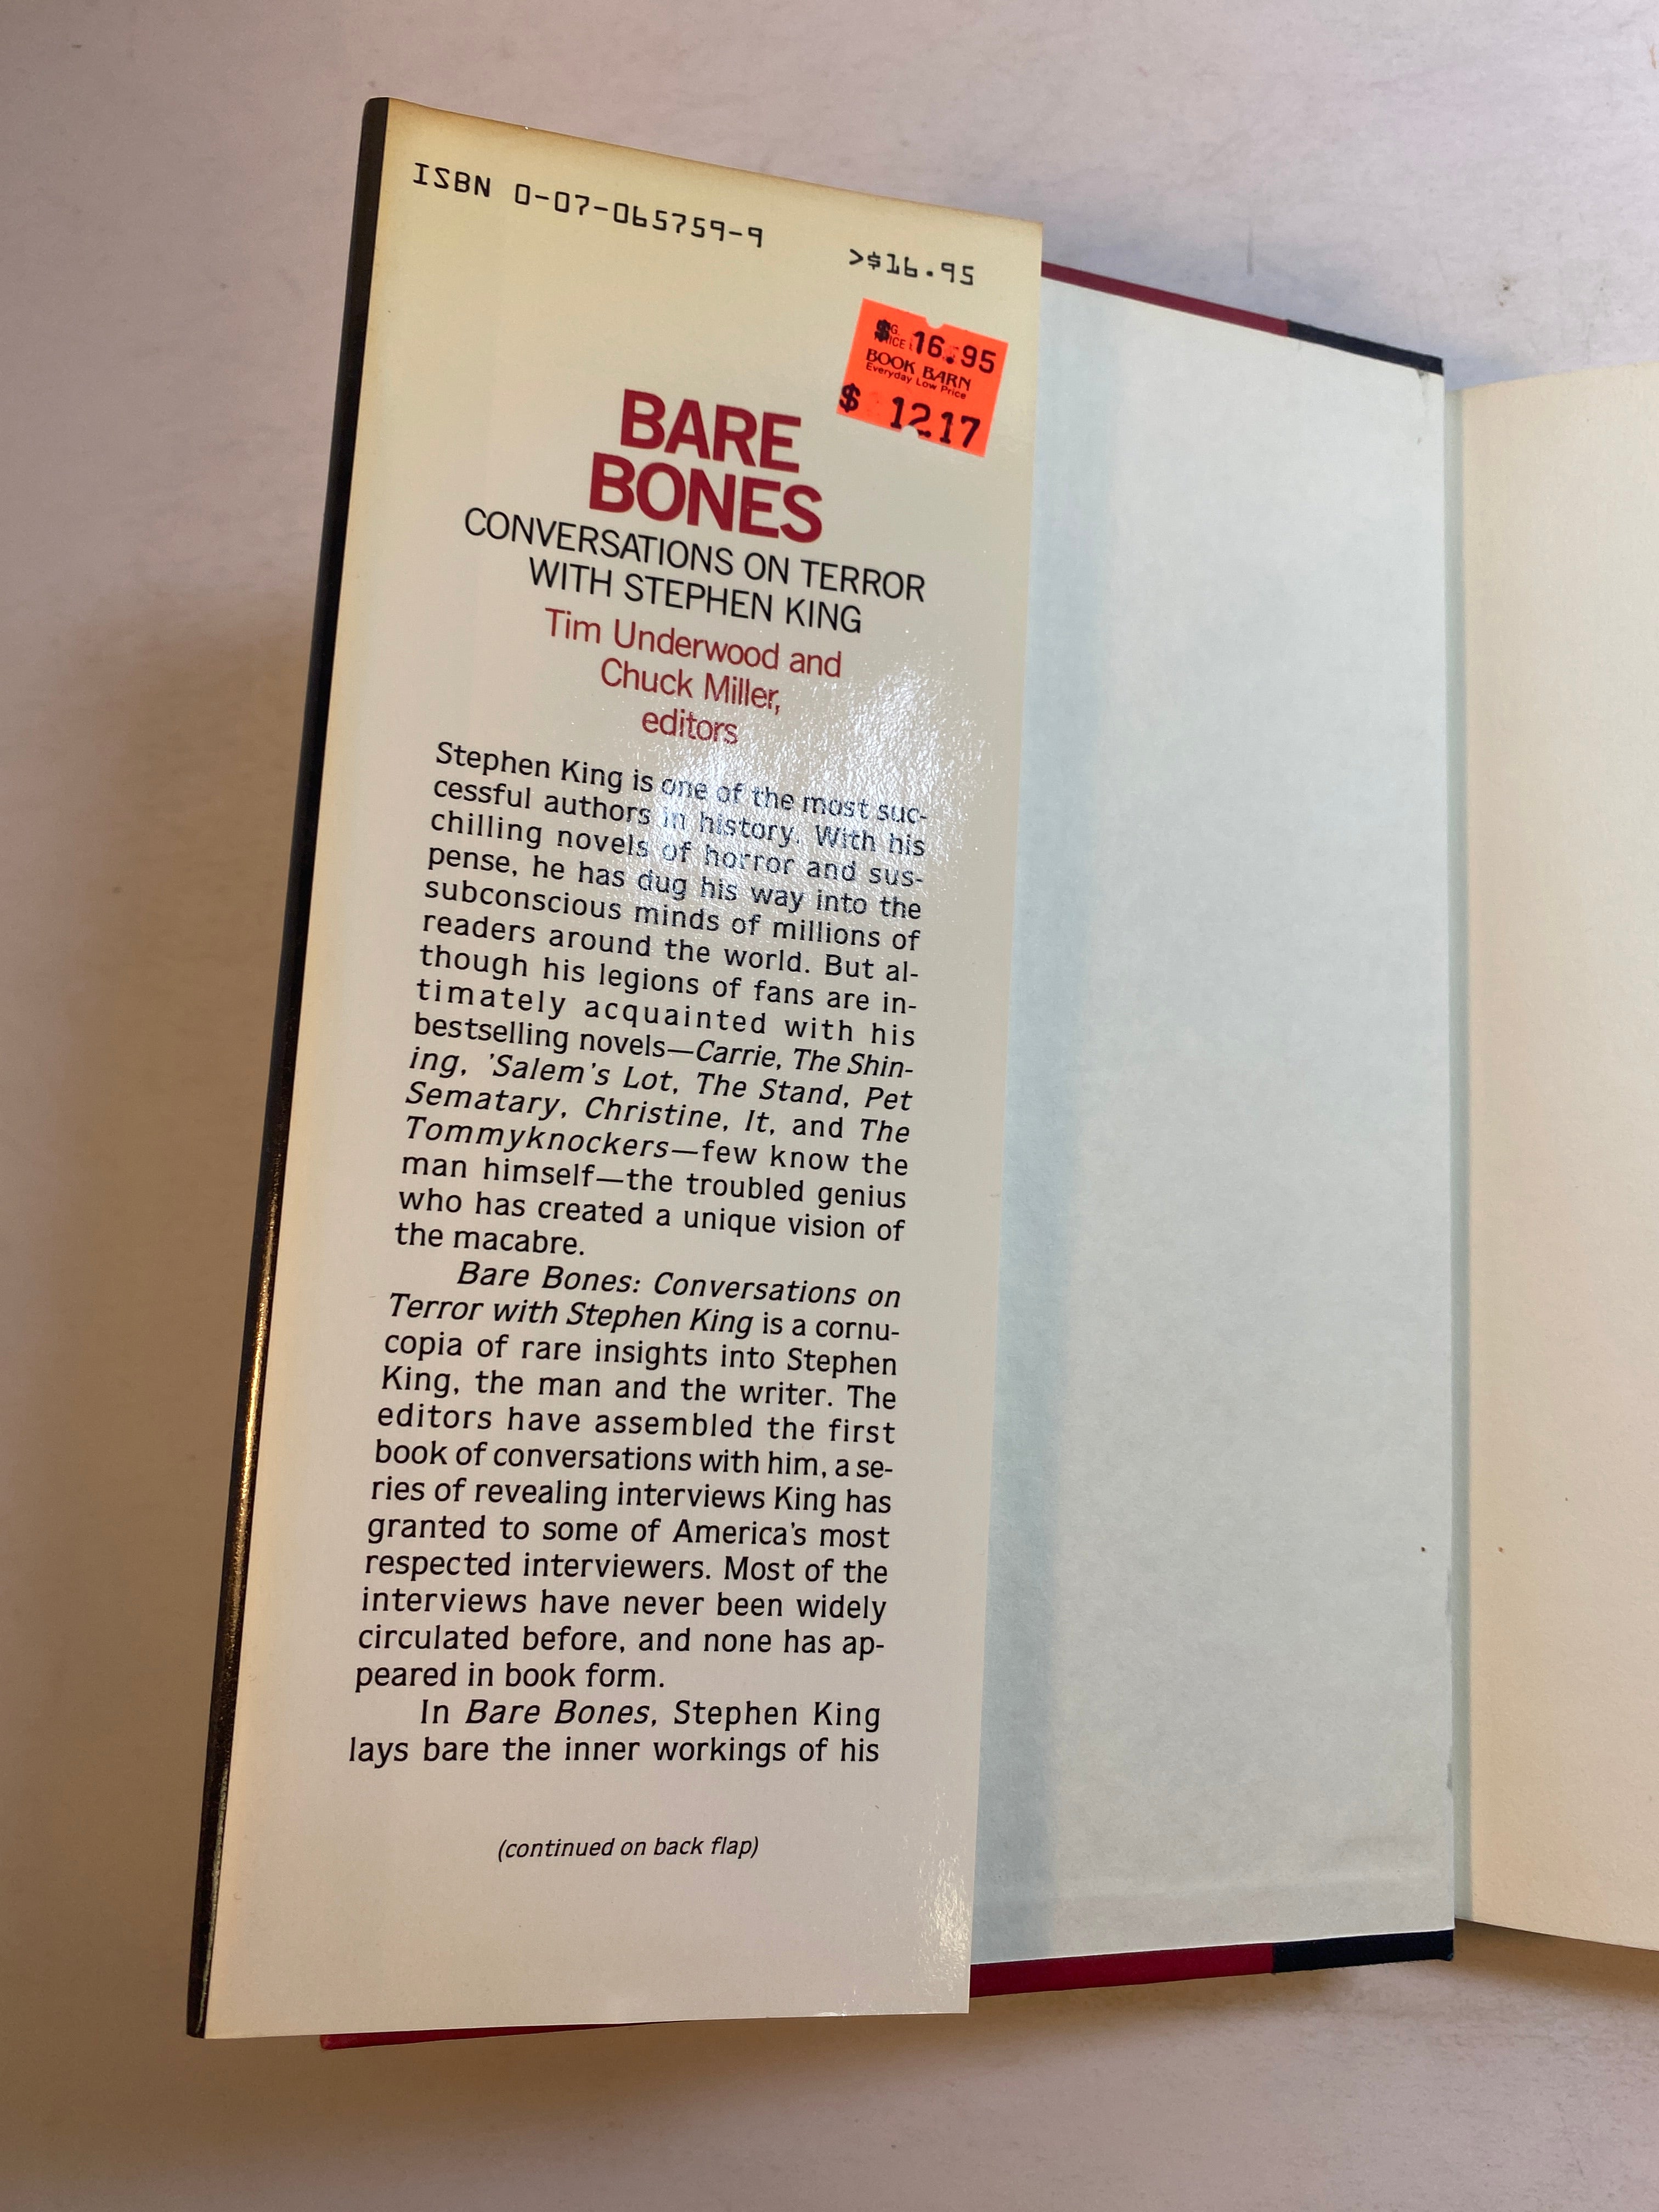 ISBN 0-07-065759-9
>$16.95
$ 16.95
BOOK BARN
Everyday Low Price
$ 12.17
BARE
BONES
CONVERSATIONS ON TERROR
WITH STEPHEN KING
Tim Underwood and
Chuck Miller,
editors
Stephen King is one of the most suc-
cessful authors in history. With his
chilling novels of horror and sus-
pense, he has dug his way into the
subconscious minds of millions of
readers around the world. But al-
though his legions of fans are in-
timately acquainted with his
bestselling novels—Carrie, The Shin-
ing, 'Salem's Lot, The Stand, Pet
Sematary, Christine, It, and The
Tommyknockers—few know the
man himself—the troubled genius
who has created a unique vision of
the macabre.
Bare Bones: Conversations on
Terror with Stephen King is a cornu-
copia of rare insights into Stephen
King, the man and the writer. The
editors have assembled the first
book of conversations with him, a se-
ries of revealing interviews King has
granted to some of America's most
respected interviewers. Most of the
interviews have never been widely
circulated before, and none has ap-
peared in book form.
In Bare Bones, Stephen King
lays bare the inner workings of his
(continued on back flap)